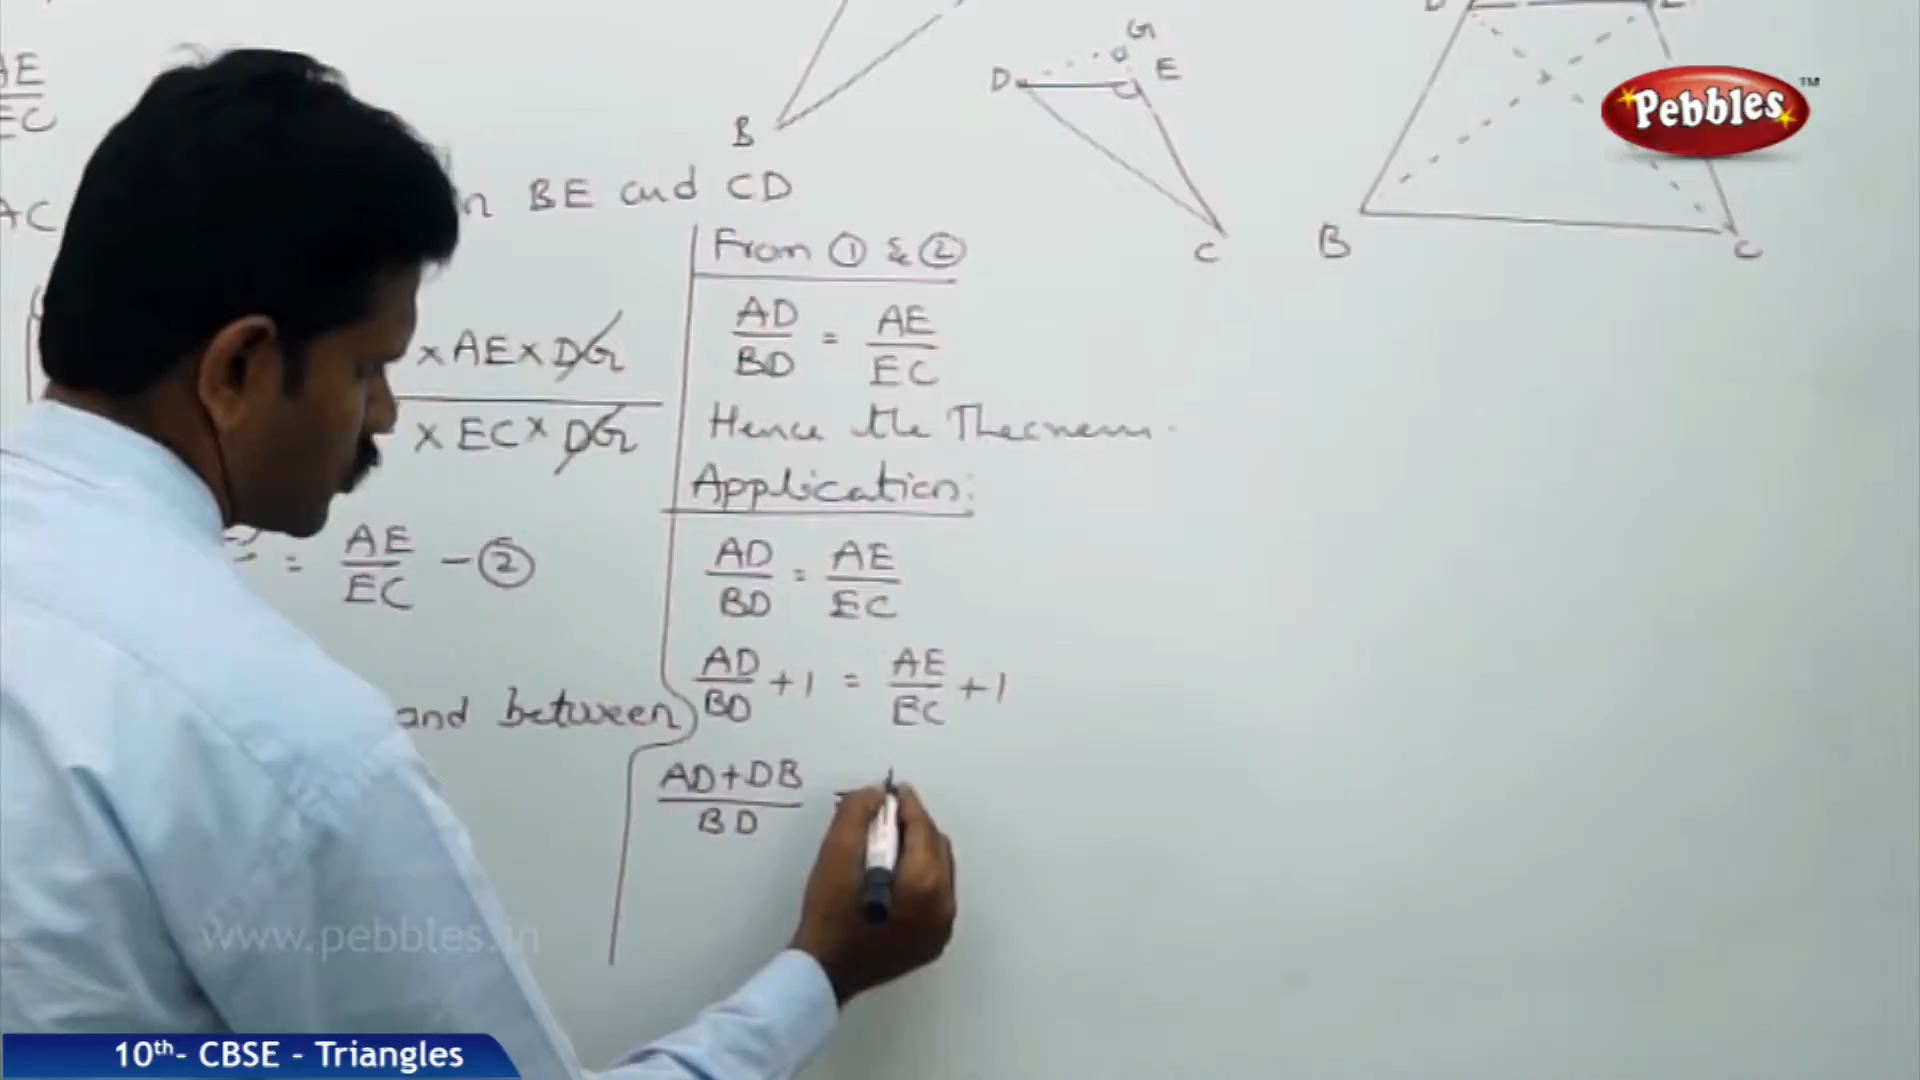 AE
EC
AC
B
G
D
E
C
B
C
Pebbles™
BE and CD
× AE × DG
× EC × DG
= AE/EC - ②
and between
From ① & ②
AD/BD = AE/EC
Hence the Theorem.
Application:
AD/BD = AE/EC
AD/BD + 1 = AE/EC + 1
AD+DB/BD =
www.pebbles.in
10th- CBSE - Triangles